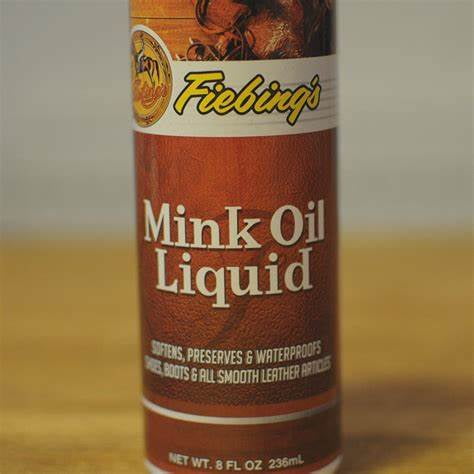 Fiebing's
Mink Oil
Liquid
SOFTENS, PRESERVES & WATERPROOFS
SHOES, BOOTS & ALL SMOOTH LEATHER ARTICLES
NET WT. 8 FL OZ 236mL